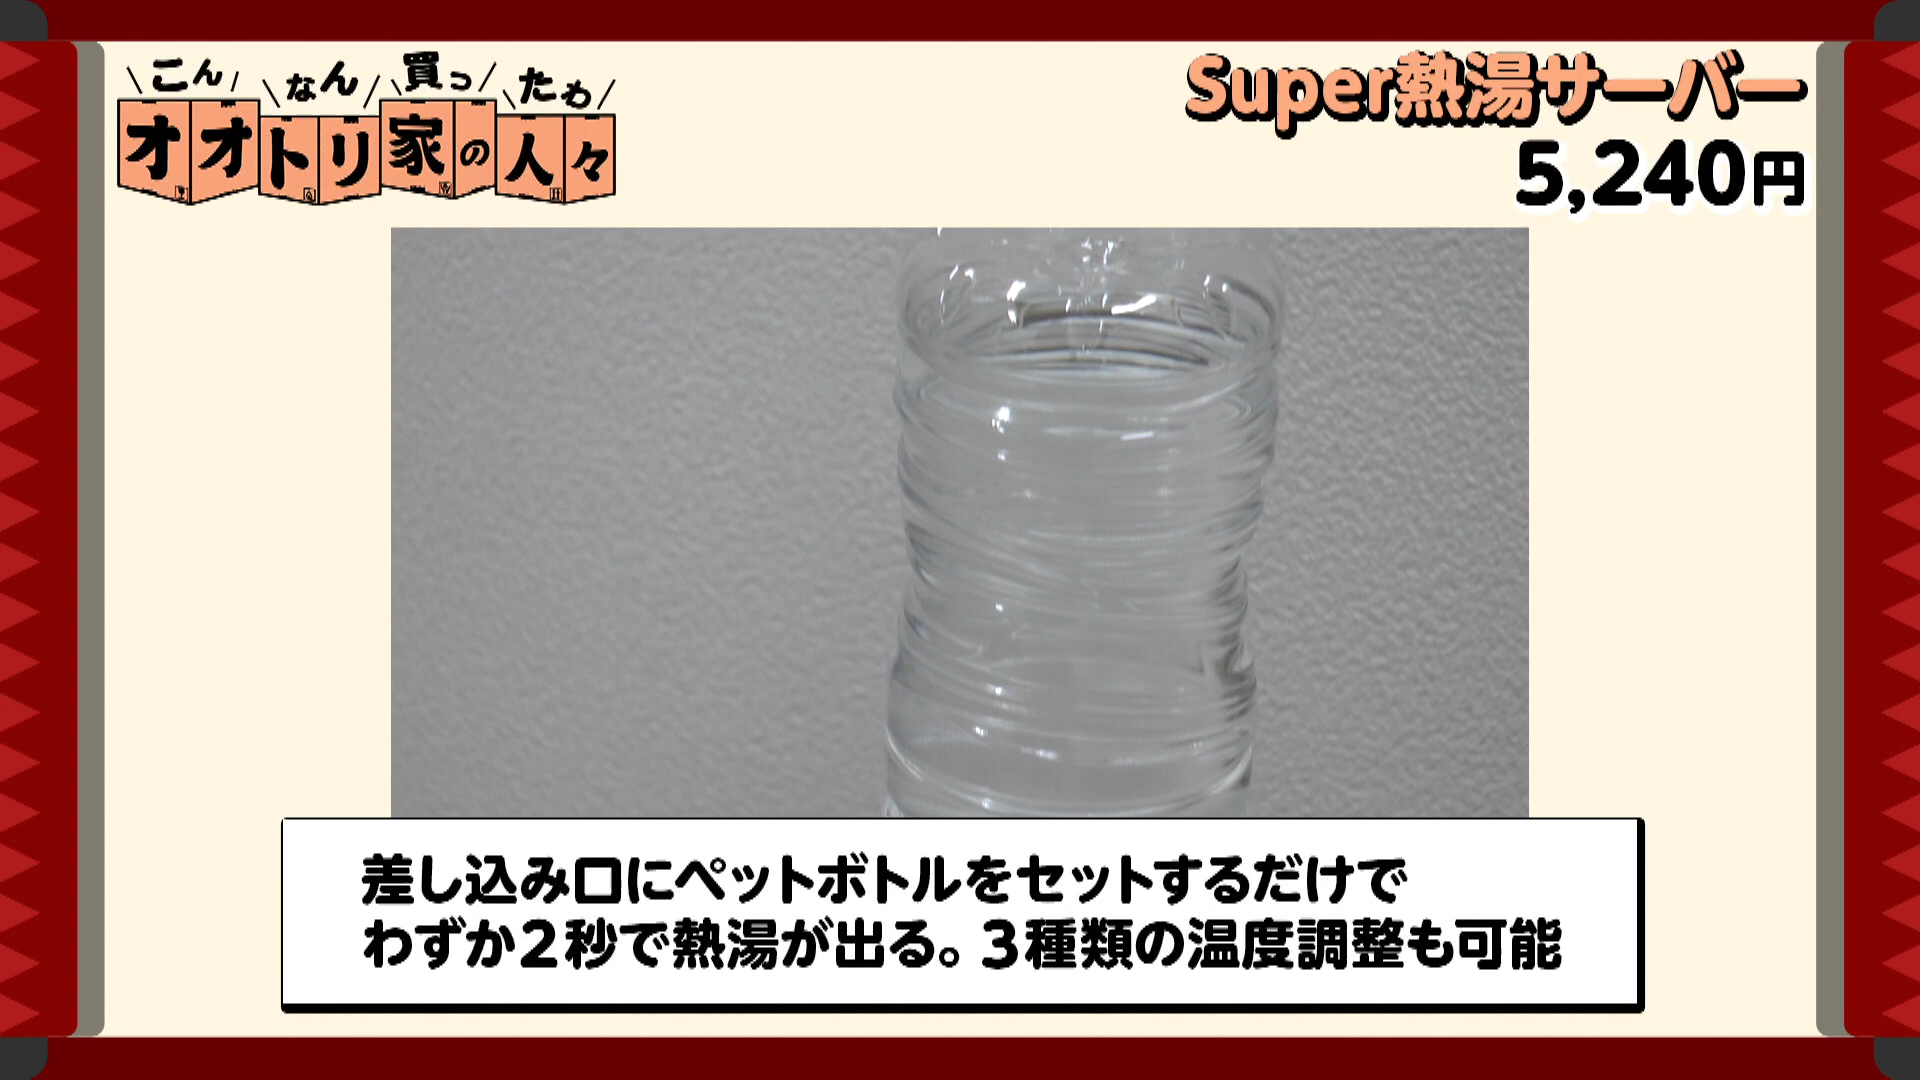 こんなん買ったわ
オオトリ家の人々
Super熱湯サーバー
5,240円
差し込み口にペットボトルをセットするだけで
わずか2秒で熱湯が出る。3種類の温度調整も可能